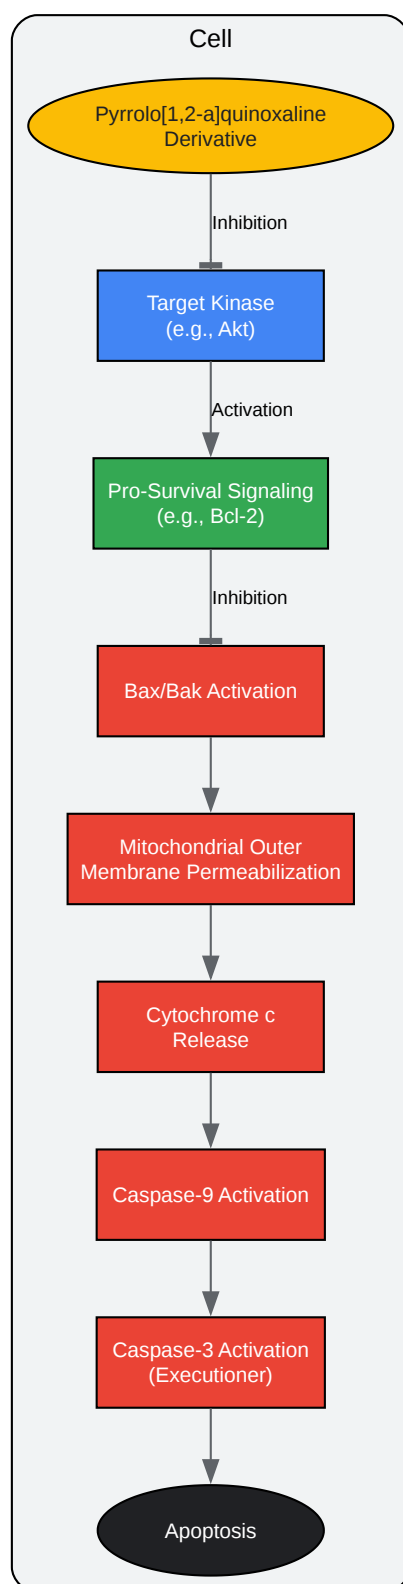 Cell
Pyrrolo[1,2-a]quinoxaline
Derivative
Inhibition
Target Kinase
(e.g., Akt)
Activation
Pro-Survival Signaling
(e.g., Bcl-2)
Inhibition
Bax/Bak Activation
Mitochondrial Outer
Membrane Permeabilization
Cytochrome c
Release
Caspase-9 Activation
Caspase-3 Activation
(Executioner)
Apoptosis